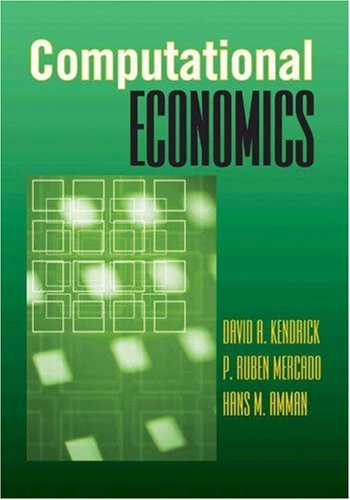 Computational
ECONOMICS
DAVID A. KENDRICK
P. RUBEN MERCADO
HANS M. AMMAN